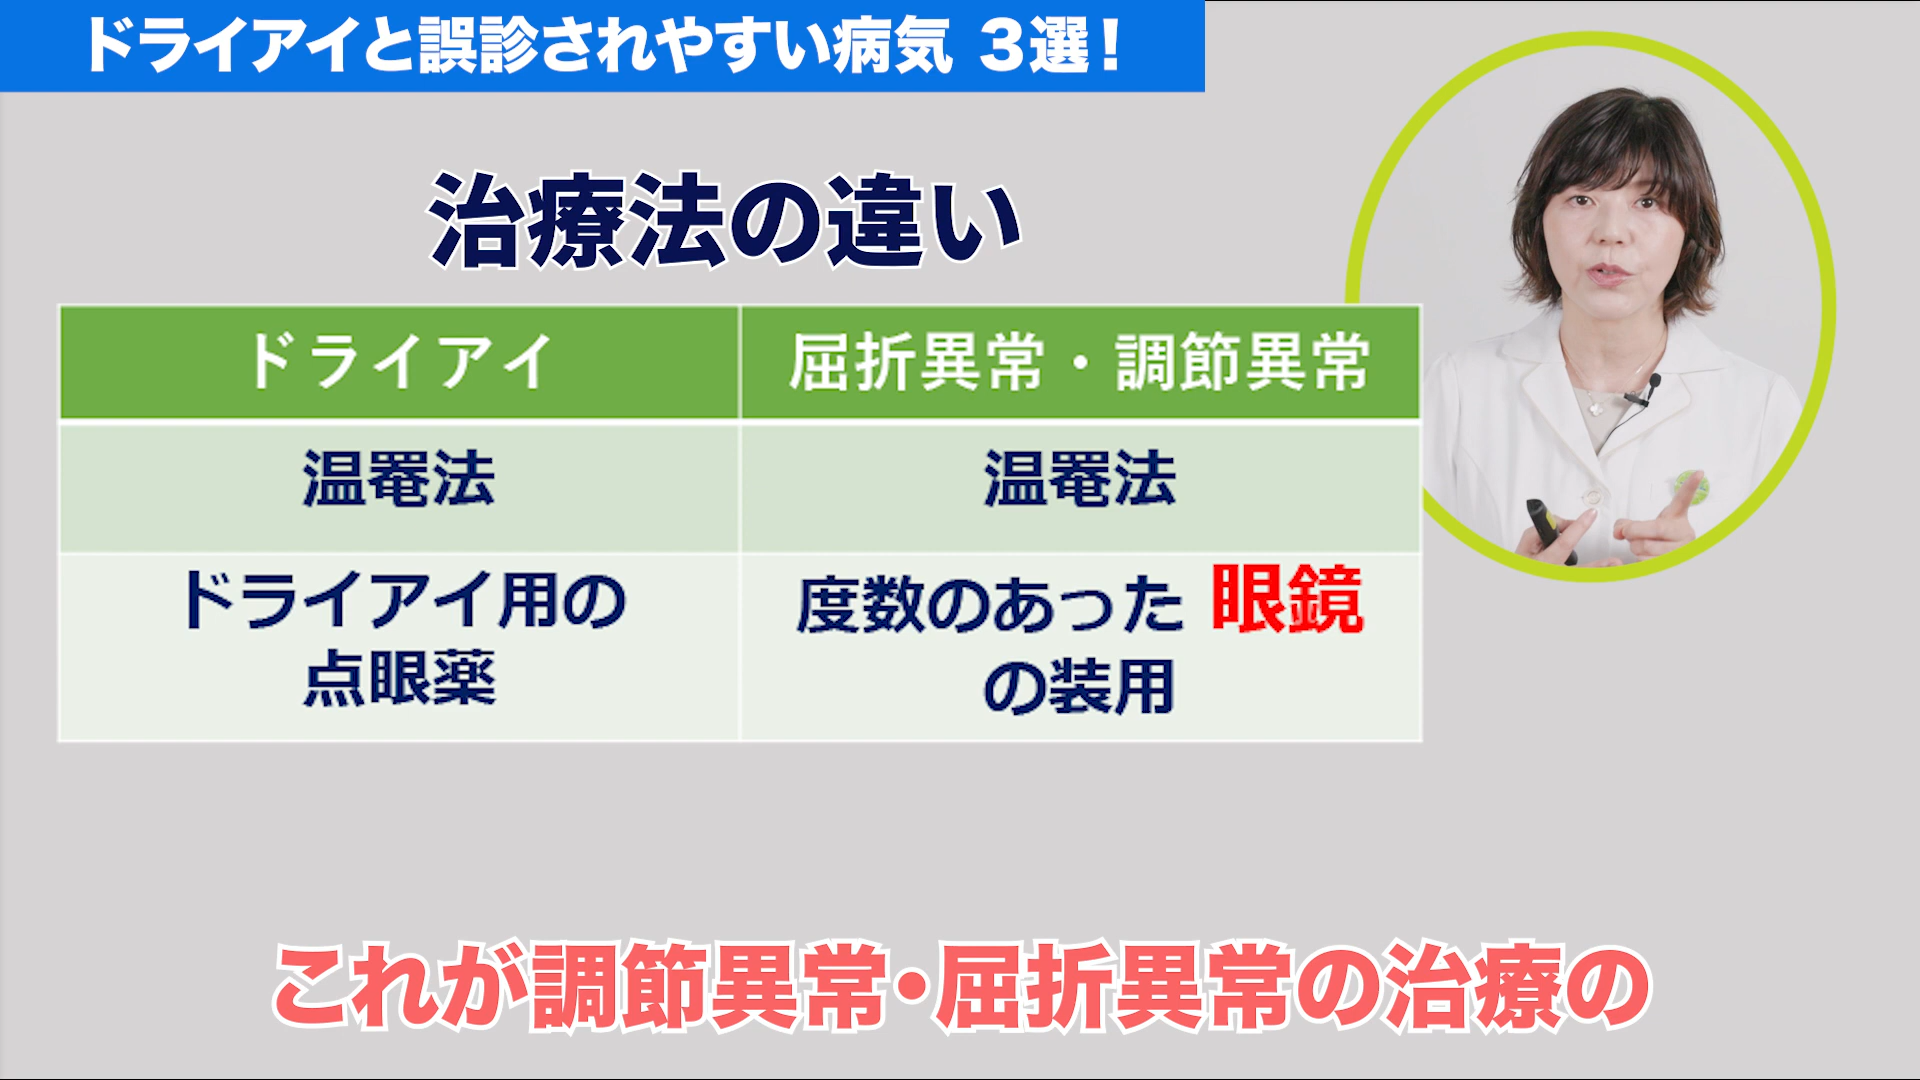 ドライアイと誤診されやすい病気 3選!
治療法の違い
ドライアイ
屈折異常・調節異常
温罨法
温罨法
ドライアイ用の
点眼薬
度数のあった 眼鏡
の装用
これが調節異常・屈折異常の治療の